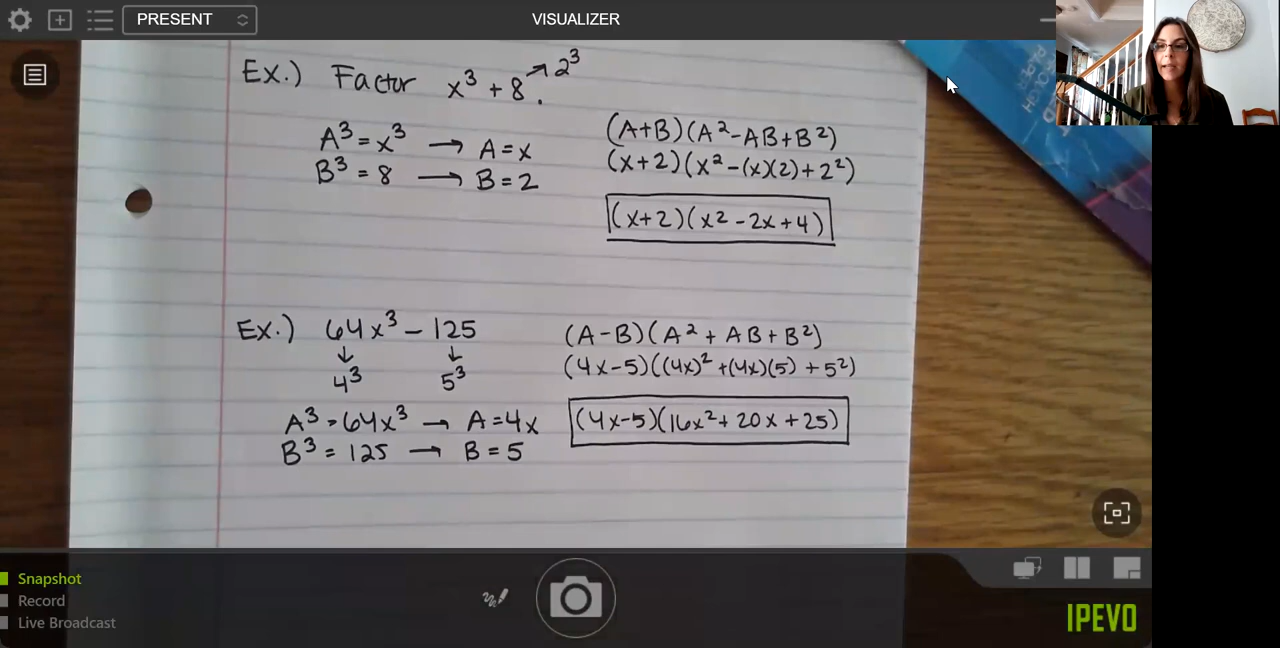 PRESENT
VISUALIZER
Ex.) Factor x³ + 8 → 2³
A³ = x³ → A = x
B³ = 8 → B = 2
(A+B)(A² - AB + B²)
(x+2)(x² - (x)(2) + 2²)
(x+2)(x² - 2x + 4)
Ex.) 64x³ - 125
↓ ↓
4³ 5³
A³ = 64x³ → A = 4x
B³ = 125 → B = 5
(A - B)(A² + AB + B²)
(4x - 5)((4x)² + (4x)(5) + 5²)
(4x-5)(16x² + 20x + 25)
Snapshot
Record
Live Broadcast
IPEVO